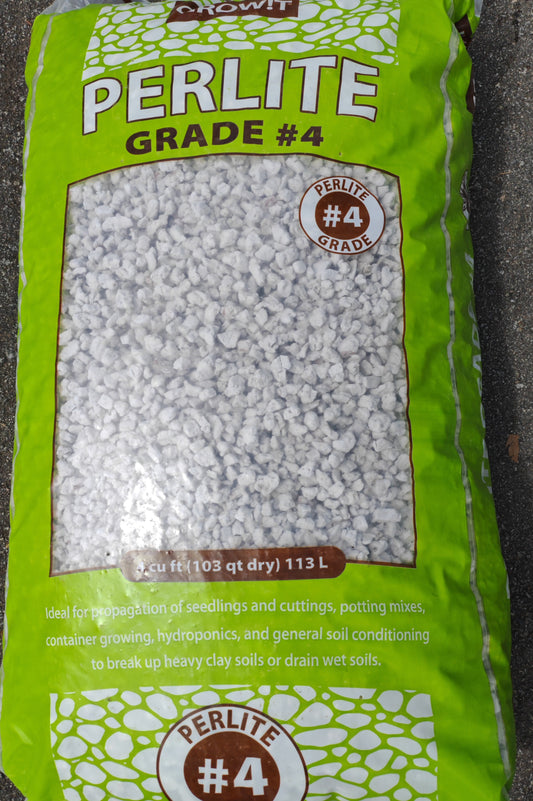 GROW!T
PERLITE
GRADE #4
PERLITE
#4
GRADE
4 cu ft (103 qt dry) 113 L
Ideal for propagation of seedlings and cuttings, potting mixes,
container growing, hydroponics, and general soil conditioning
to break up heavy clay soils or drain wet soils.
PERLITE
#4